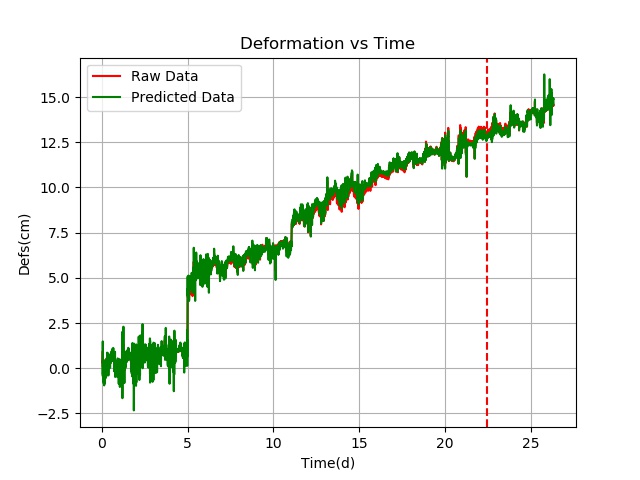 Deformation vs Time
Raw Data
Predicted Data
15.0
12.5
10.0
7.5
5.0
2.5
0.0
−2.5
Defs(cm)
0 5 10 15 20 25
Time(d)